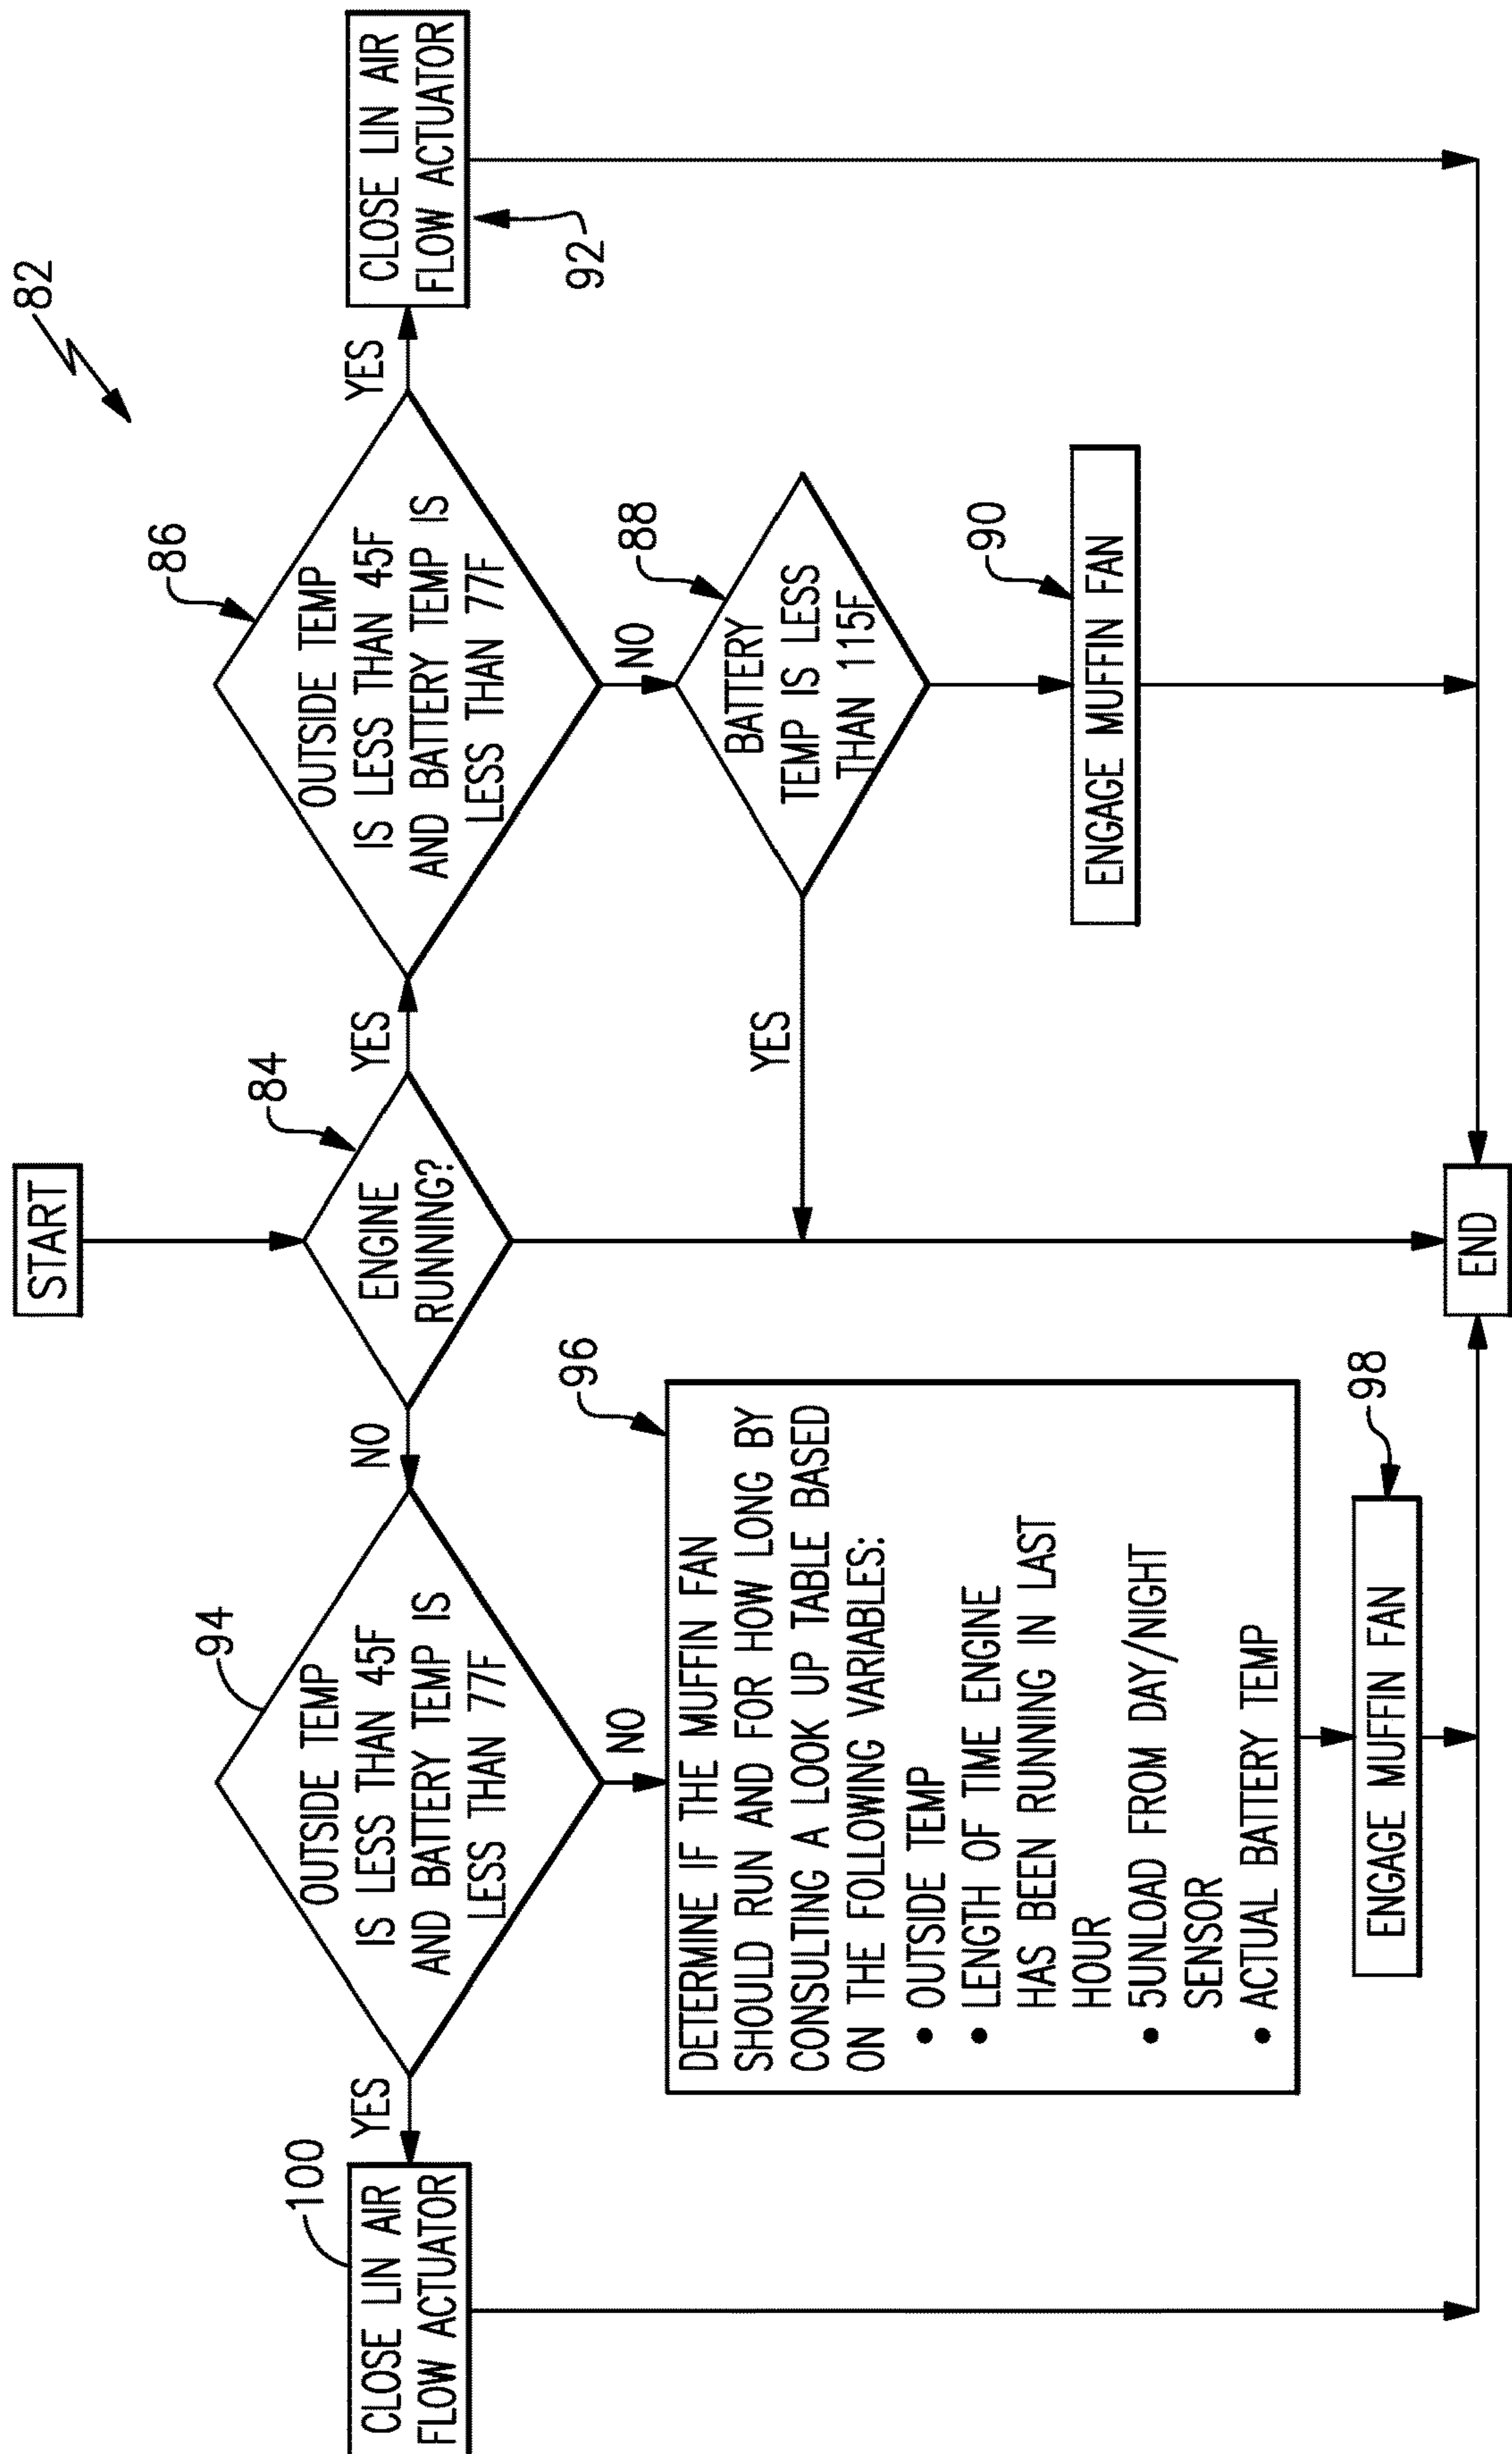 82
START
84
ENGINE
RUNNING?
YES
NO
86
OUTSIDE TEMP
IS LESS THAN 45F
AND BATTERY TEMP IS
LESS THAN 77F
YES
CLOSE LIN AIR
FLOW ACTUATOR
92
NO
88
BATTERY
TEMP IS LESS
THAN 115F
YES
90
ENGAGE MUFFIN FAN
94
OUTSIDE TEMP
IS LESS THAN 45F
AND BATTERY TEMP IS
LESS THAN 77F
YES
100
CLOSE LIN AIR
FLOW ACTUATOR
NO
96
DETERMINE IF THE MUFFIN FAN
SHOULD RUN AND FOR HOW LONG BY
CONSULTING A LOOK UP TABLE BASED
ON THE FOLLOWING VARIABLES:
• OUTSIDE TEMP
• LENGTH OF TIME ENGINE
HAS BEEN RUNNING IN LAST
HOUR
• 5UNLOAD FROM DAY/NIGHT
SENSOR
• ACTUAL BATTERY TEMP
98
ENGAGE MUFFIN FAN
END